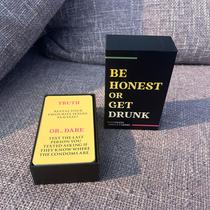 TRUTH
REVEAL YOUR
FAVOURITE SEXUAL
FANTASY
OR.. DARE
TEXT THE LAST
PERSON YOU
TEXTED ASKING IF
THEY KNOW WHERE
THE CONDOMS ARE
BE
HONEST
OR
GET
DRUNK